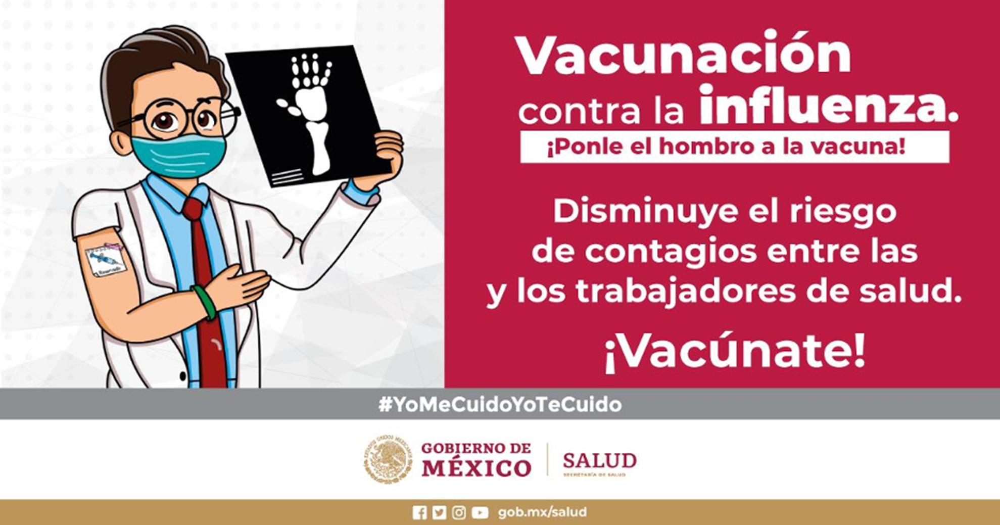 Vacunación
contra la influenza.
¡Ponle el hombro a la vacuna!
Disminuye el riesgo
de contagios entre las
y los trabajadores de salud.
¡Vacúnate!
Reservado
#YoMeCuidoYoTeCuido
ESTADOS UNIDOS MEXICANOS
GOBIERNO DE
MÉXICO
SALUD
SECRETARÍA DE SALUD
gob.mx/salud